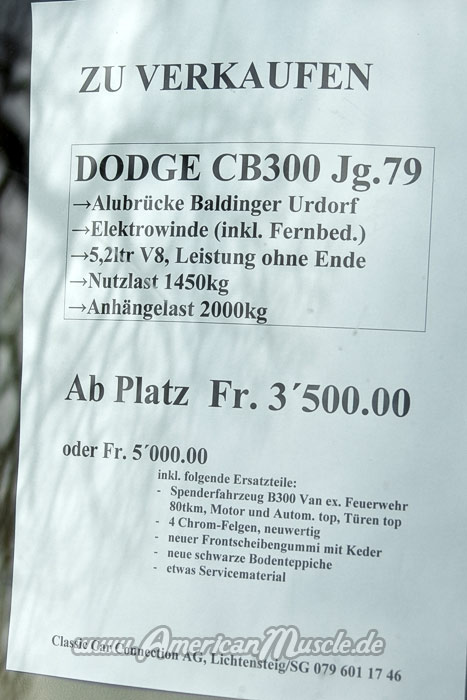 ZU VERKAUFEN
DODGE CB300 Jg.79
→Alubrücke Baldinger Urdorf
→Elektrowinde (inkl. Fernbed.)
→5,2ltr V8, Leistung ohne Ende
→Nutzlast 1450kg
→Anhängelast 2000kg
Ab Platz Fr. 3´500.00
oder Fr. 5´000.00
inkl. folgende Ersatzteile:
- Spenderfahrzeug B300 Van ex. Feuerwehr
80tkm, Motor und Autom. top, Türen top
- 4 Chrom-Felgen, neuwertig
- neuer Frontscheibengummi mit Keder
- neue schwarze Bodenteppiche
- etwas Servicematerial
Classic Car Connection AG, Lichtensteig/SG 079 601 17 46
www.AmericanMuscle.de